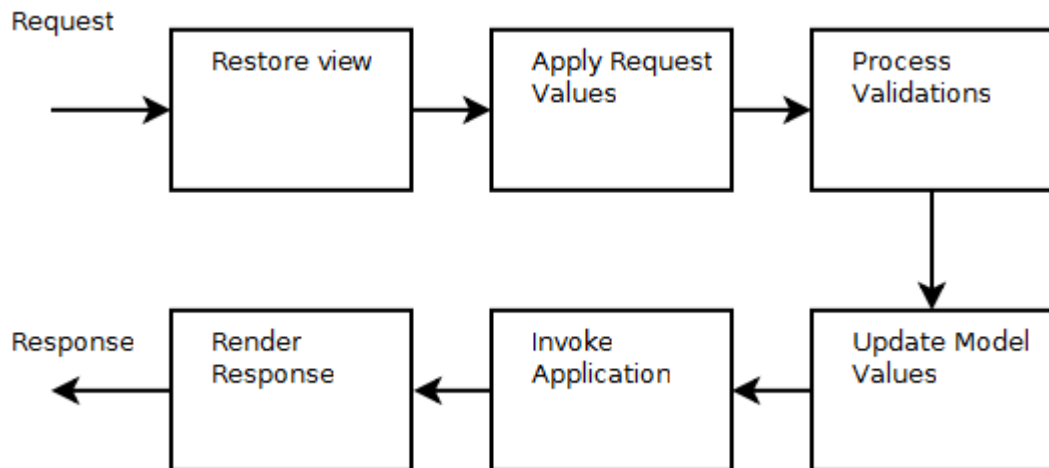 Request
Restore view
Apply Request
Values
Process
Validations
Response
Render
Response
Invoke
Application
Update Model
Values